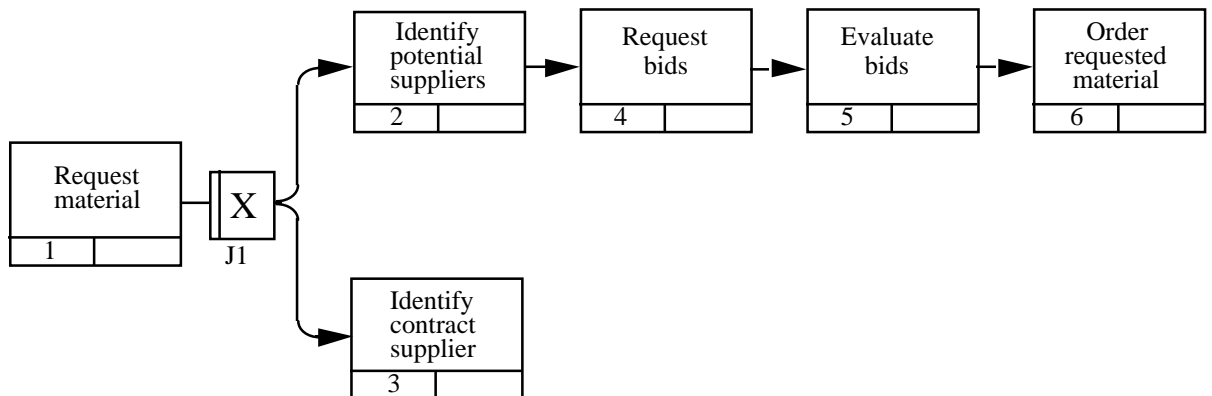 Request
material
1
X
J1
Identify
potential
suppliers
2
Request
bids
4
Evaluate
bids
5
Order
requested
material
6
Identify
contract
supplier
3